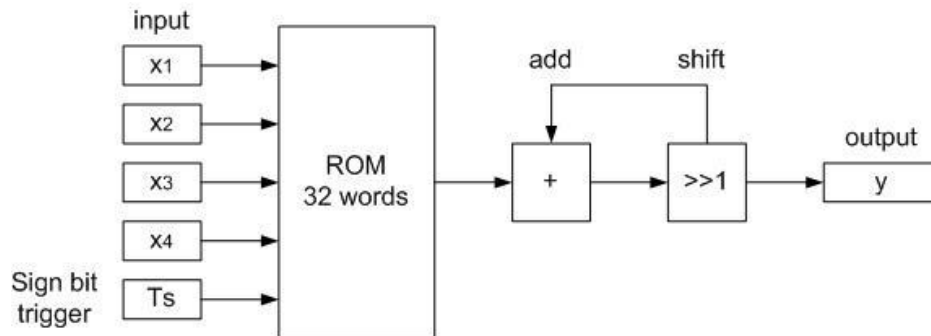 input
x1
x2
x3
x4
Sign bit
trigger
Ts
ROM
32 words
add
shift
+
>>1
output
y